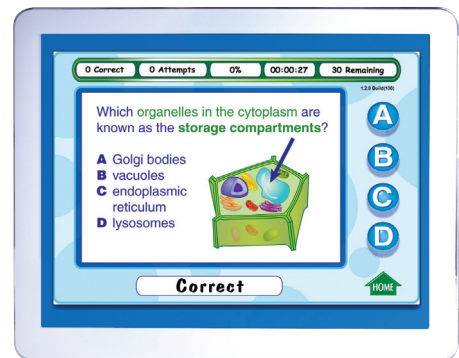 0 Correct
0 Attempts
0%
00:00:27
30 Remaining
1.2.0 Build(100)
Which organelles in the cytoplasm are
known as the storage compartments?
A Golgi bodies
B vacuoles
C endoplasmic
reticulum
D lysosomes
A
B
C
D
Correct
HOME